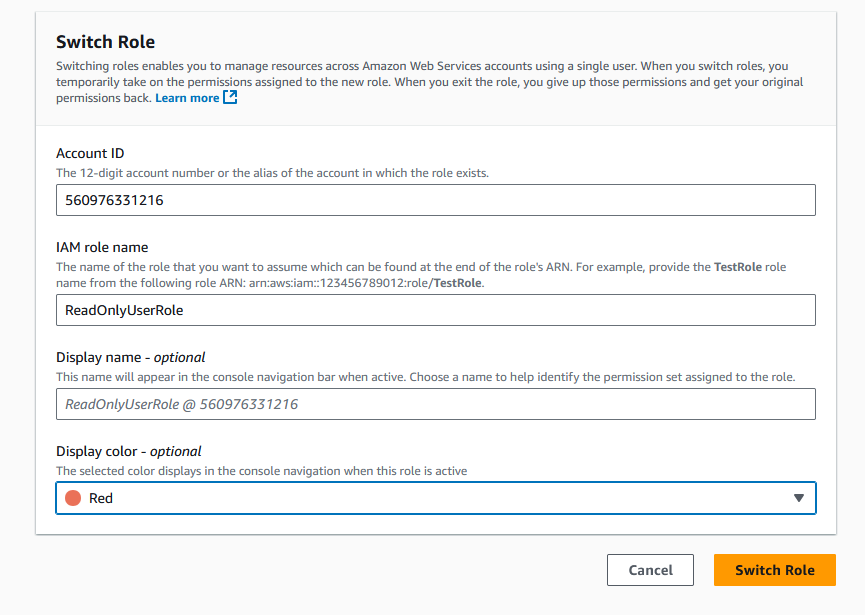 Switch Role
Switching roles enables you to manage resources across Amazon Web Services accounts using a single user. When you switch roles, you
temporarily take on the permissions assigned to the new role. When you exit the role, you give up those permissions and get your original
permissions back. Learn more
Account ID
The 12-digit account number or the alias of the account in which the role exists.
560976331216
IAM role name
The name of the role that you want to assume which can be found at the end of the role's ARN. For example, provide the TestRole role
name from the following role ARN: arn:aws:iam::123456789012:role/TestRole.
ReadOnlyUserRole
Display name - optional
This name will appear in the console navigation bar when active. Choose a name to help identify the permission set assigned to the role.
ReadOnlyUserRole @ 560976331216
Display color - optional
The selected color displays in the console navigation when this role is active
Red
Cancel
Switch Role